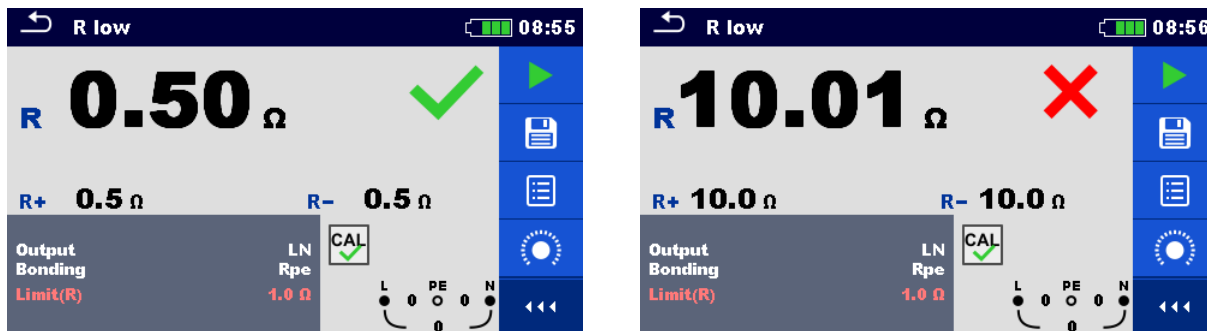 R low 08:55
R 0.50 Ω
R+ 0.5 Ω R- 0.5 Ω
Output LN
Bonding Rpe
Limit(R) 1.0 Ω
CAL
L PE N
0 0
0
R low 08:56
R 10.01 Ω
R+ 10.0 Ω R- 10.0 Ω
Output LN
Bonding Rpe
Limit(R) 1.0 Ω
CAL
L PE N
0 0
0